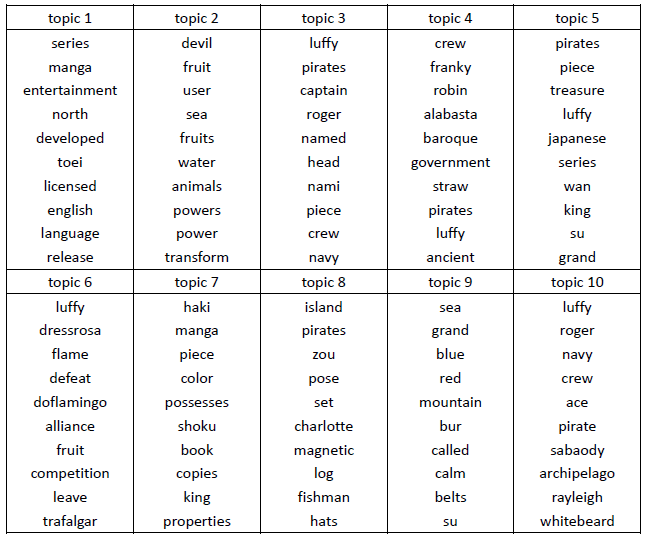 topic 1 topic 2 topic 3 topic 4 topic 5
series devil luffy crew pirates
manga fruit pirates franky piece
entertainment user captain robin treasure
north sea roger alabasta luffy
developed fruits named baroque japanese
toei water head government series
licensed animals nami straw wan
english powers piece pirates king
language power crew luffy su
release transform navy ancient grand
topic 6 topic 7 topic 8 topic 9 topic 10
luffy haki island sea luffy
dressrosa manga pirates grand roger
flame piece zou blue navy
defeat color pose red crew
doflamingo possesses set mountain ace
alliance shoku charlotte bur pirate
fruit book magnetic called sabaody
competition copies log calm archipelago
leave king fishman belts rayleigh
trafalgar properties hats su whitebeard